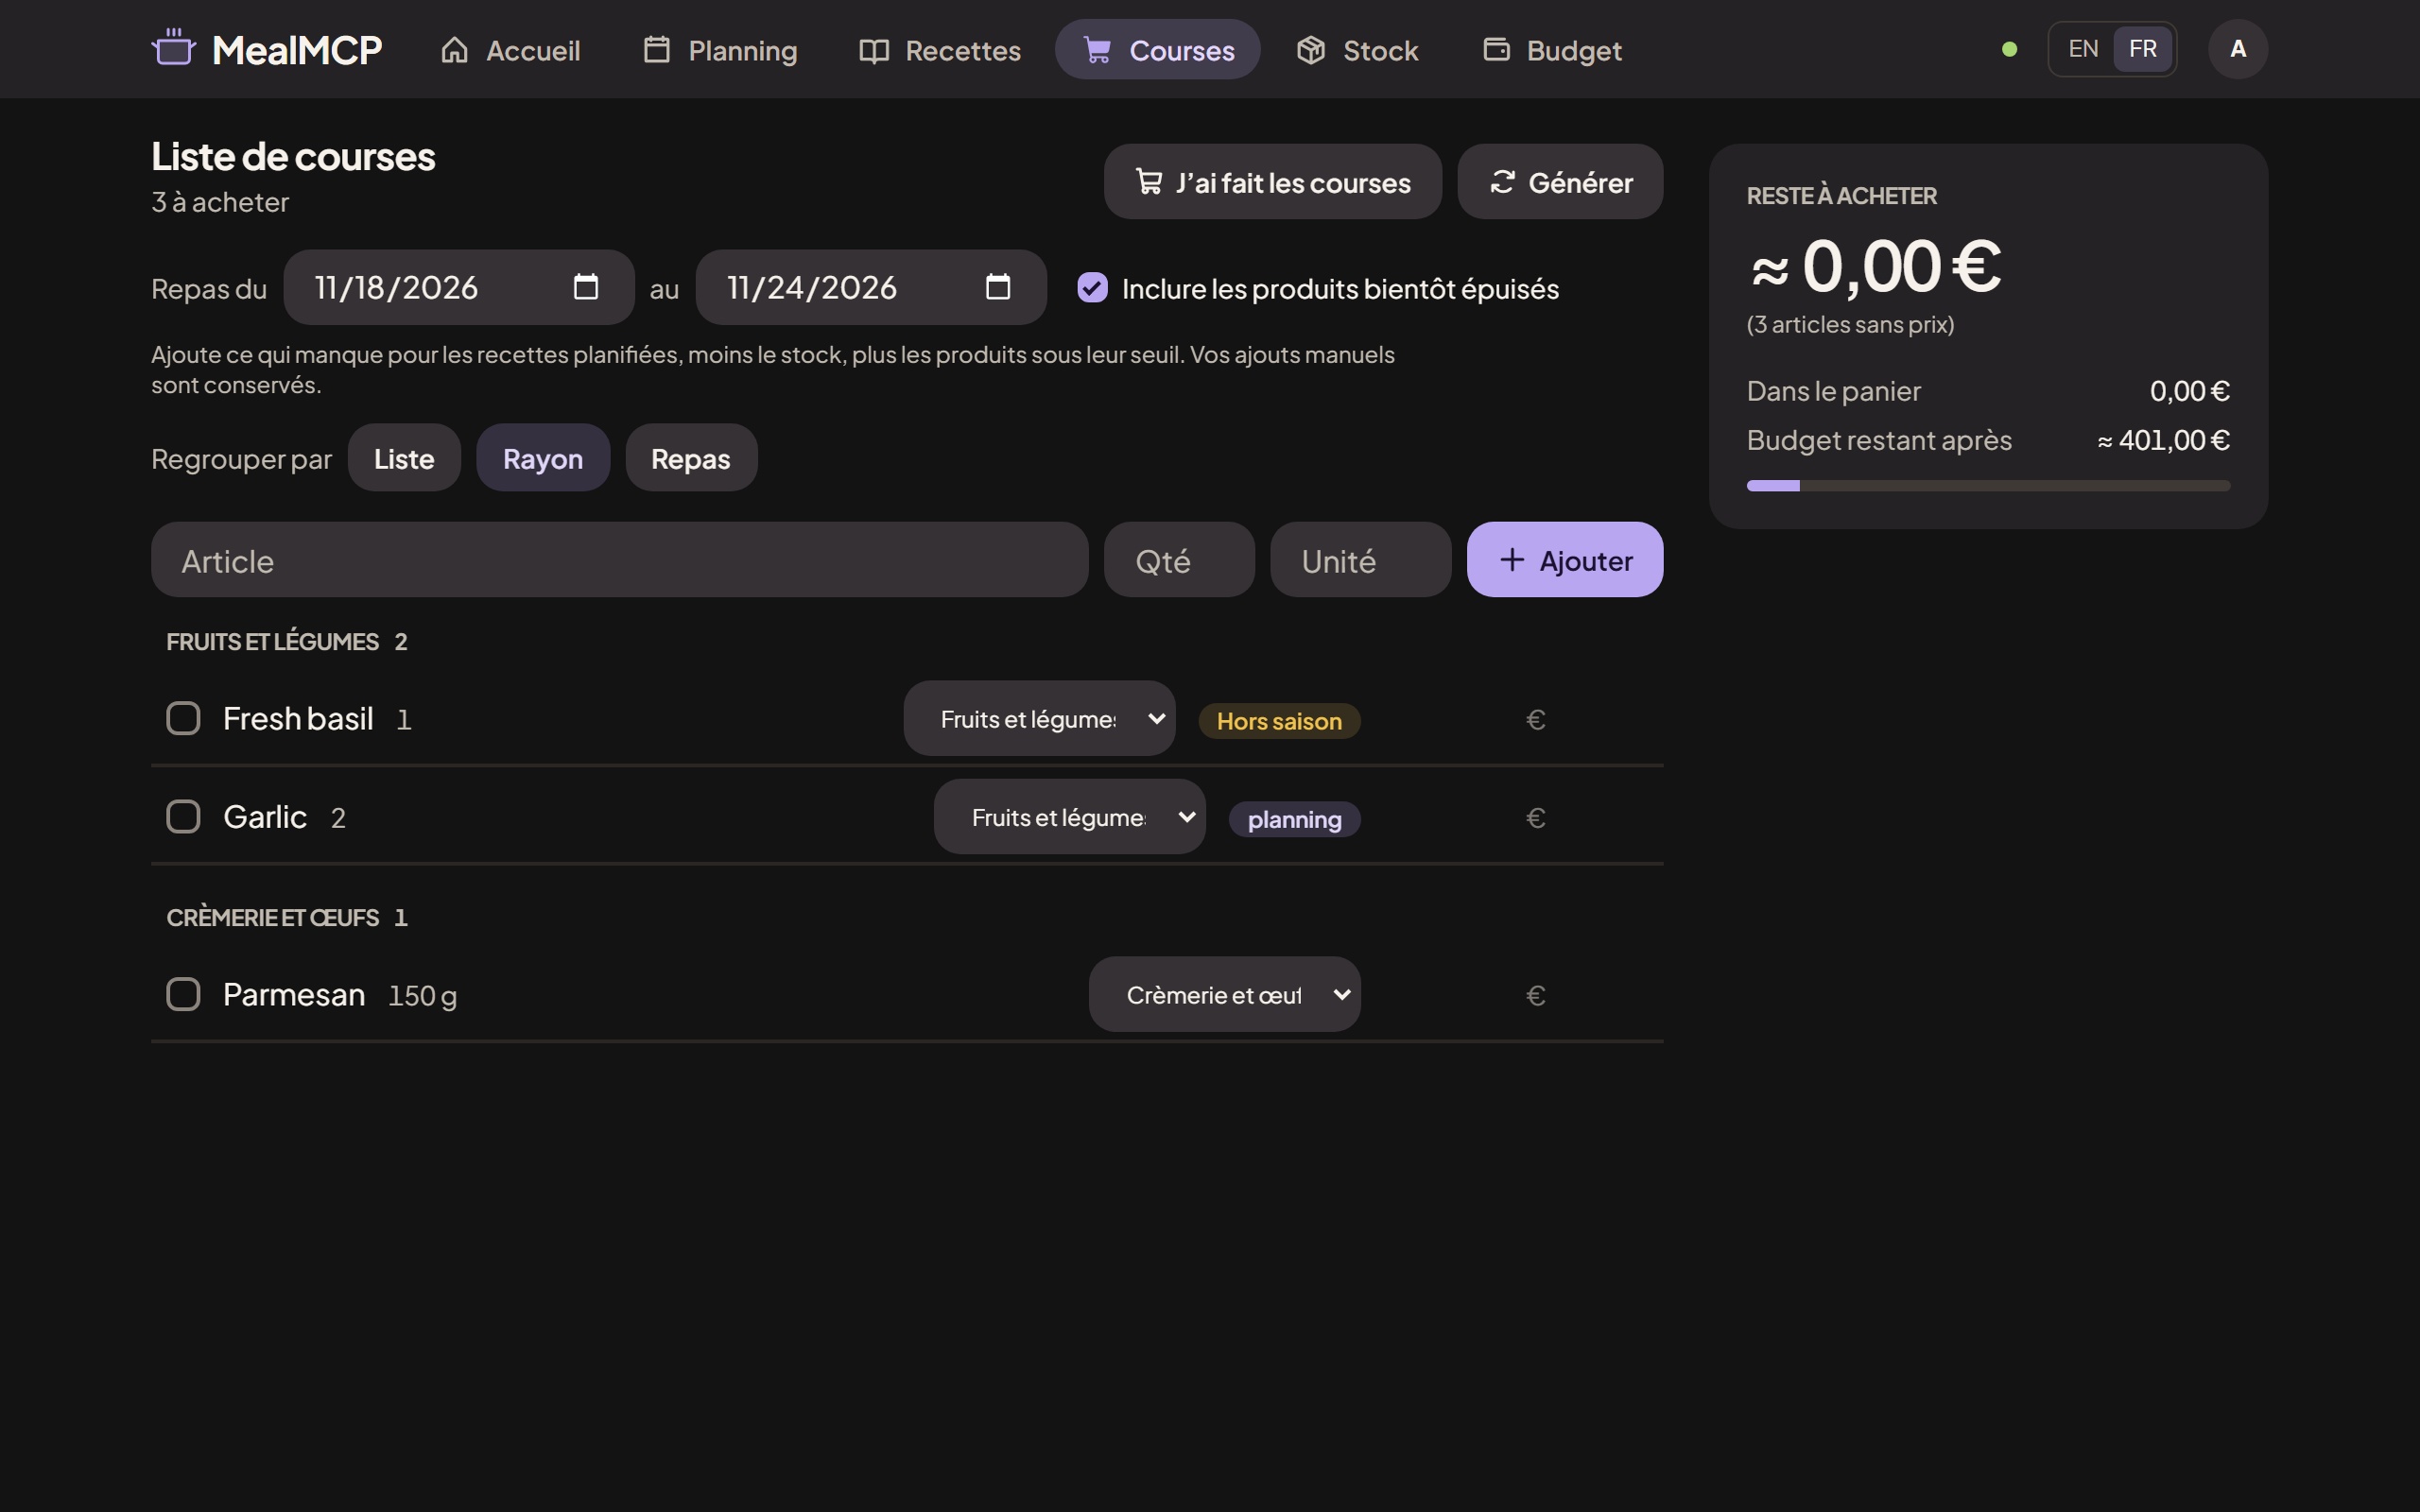 MealMCP
Accueil
Planning
Recettes
Courses
Stock
Budget
EN
FR
A
Liste de courses
3 à acheter
J’ai fait les courses
Générer
Repas du
11/18/2026
au
11/24/2026
Inclure les produits bientôt épuisés
Ajoute ce qui manque pour les recettes planifiées, moins le stock, plus les produits sous leur seuil. Vos ajouts manuels
sont conservés.
Regrouper par
Liste
Rayon
Repas
Article
Qté
Unité
Ajouter
FRUITS ET LÉGUMES 2
Fresh basil 1
Fruits et légumes
Hors saison
€
Garlic 2
Fruits et légumes
planning
€
CRÈMERIE ET ŒUFS 1
Parmesan 150 g
Crèmerie et œuf
€
RESTE À ACHETER
≈ 0,00 €
(3 articles sans prix)
Dans le panier 0,00 €
Budget restant après ≈ 401,00 €